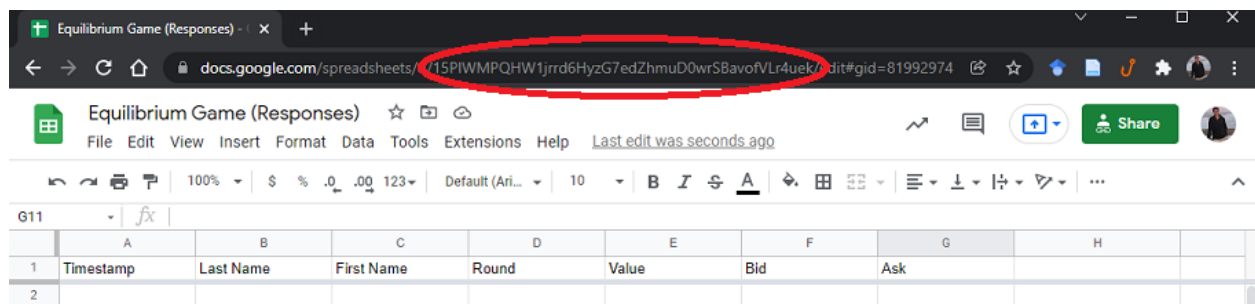 Equilibrium Game (Responses) - G
docs.google.com/spreadsheets/d/15PIWMPQHW1jrrd6HyzG7edZhmuD0wrSBavofVLr4uek/edit#gid=81992974
Equilibrium Game (Responses)
File Edit View Insert Format Data Tools Extensions Help Last edit was seconds ago
Share
100% $ % .0 .00 123 Default (Ari... 10 B I S A
G11 fx
A B C D E F G H
1 Timestamp Last Name First Name Round Value Bid Ask
2